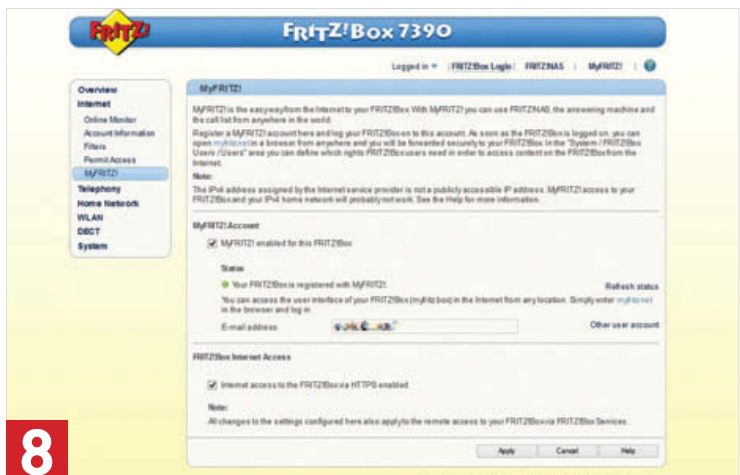 FRITZ!
FRITZ!Box 7390
Logged in FRITZ!Box Login FRITZ!NAS | MyFRITZ! |
Overview
Internet
Online Monitor
Account Information
Filters
Permit Access
MyFRITZ!
Telephony
Home Network
WLAN
DECT
System
MyFRITZ!
MyFRITZ! is the easy way from the Internet to your FRITZ!Box. With MyFRITZ! you can use FRITZ!NAS, the answering machine and
the call list from anywhere in the world.
Register a MyFRITZ! account here and log your FRITZ!Box on to this account. As soon as the FRITZ!Box is logged on, you can
open myfritz.net in a browser from anywhere and you will be forwarded securely to your FRITZ!Box. In the "System / FRITZ!Box
Users / Users" area you can define which rights FRITZ!Box users need in order to access content on the FRITZ!Box from the
Internet.
Note:
The IPv4 address assigned by the Internet service provider is not a publicly accessible IP address. MyFRITZ! access to your
FRITZ!Box and your IPv4 home network will probably not work. See the Help for more information.
MyFRITZ! Account
MyFRITZ! enabled for this FRITZ!Box
Status
Your FRITZ!Box is registered with MyFRITZ!. Refresh status
You can access the user interface of your FRITZ!Box (myfritz.box) in the Internet from any location. Simply enter myfritz.net
in the browser and log in.
E-mail address Other user account
FRITZ!Box Internet Access
Internet access to the FRITZ!Box via HTTPS enabled
Note:
All changes to the settings configured here also apply to the remote access to your FRITZ!Box via FRITZ!Box Services.
Apply Cancel Help
8